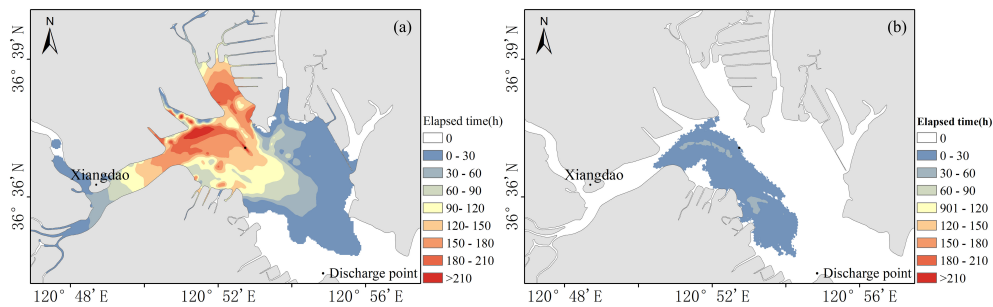 N
(a)
36° 39′ N
36° 36′ N
Xiangdao
Elapsed time(h)
0
0 - 30
30 - 60
60 - 90
90- 120
120- 150
150 - 180
180 - 210
>210
Discharge point
120° 48′ E
120° 52′ E
120° 56′ E
N
(b)
36° 39′ N
36° 36′ N
Xiangdao
Elapsed time(h)
0
0 - 30
30 - 60
60 - 90
901 - 120
120 - 150
150 - 180
180 - 210
>210
Discharge point
120° 48′ E
120° 52′ E
120° 56′ E